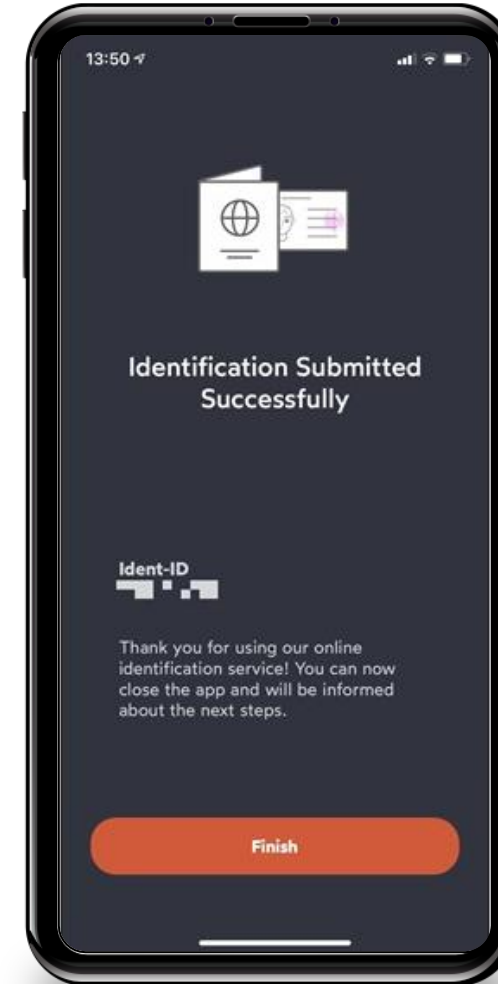 13:50
Identification Submitted
Successfully
Ident-ID
Thank you for using our online
identification service! You can now
close the app and will be informed
about the next steps.
Finish